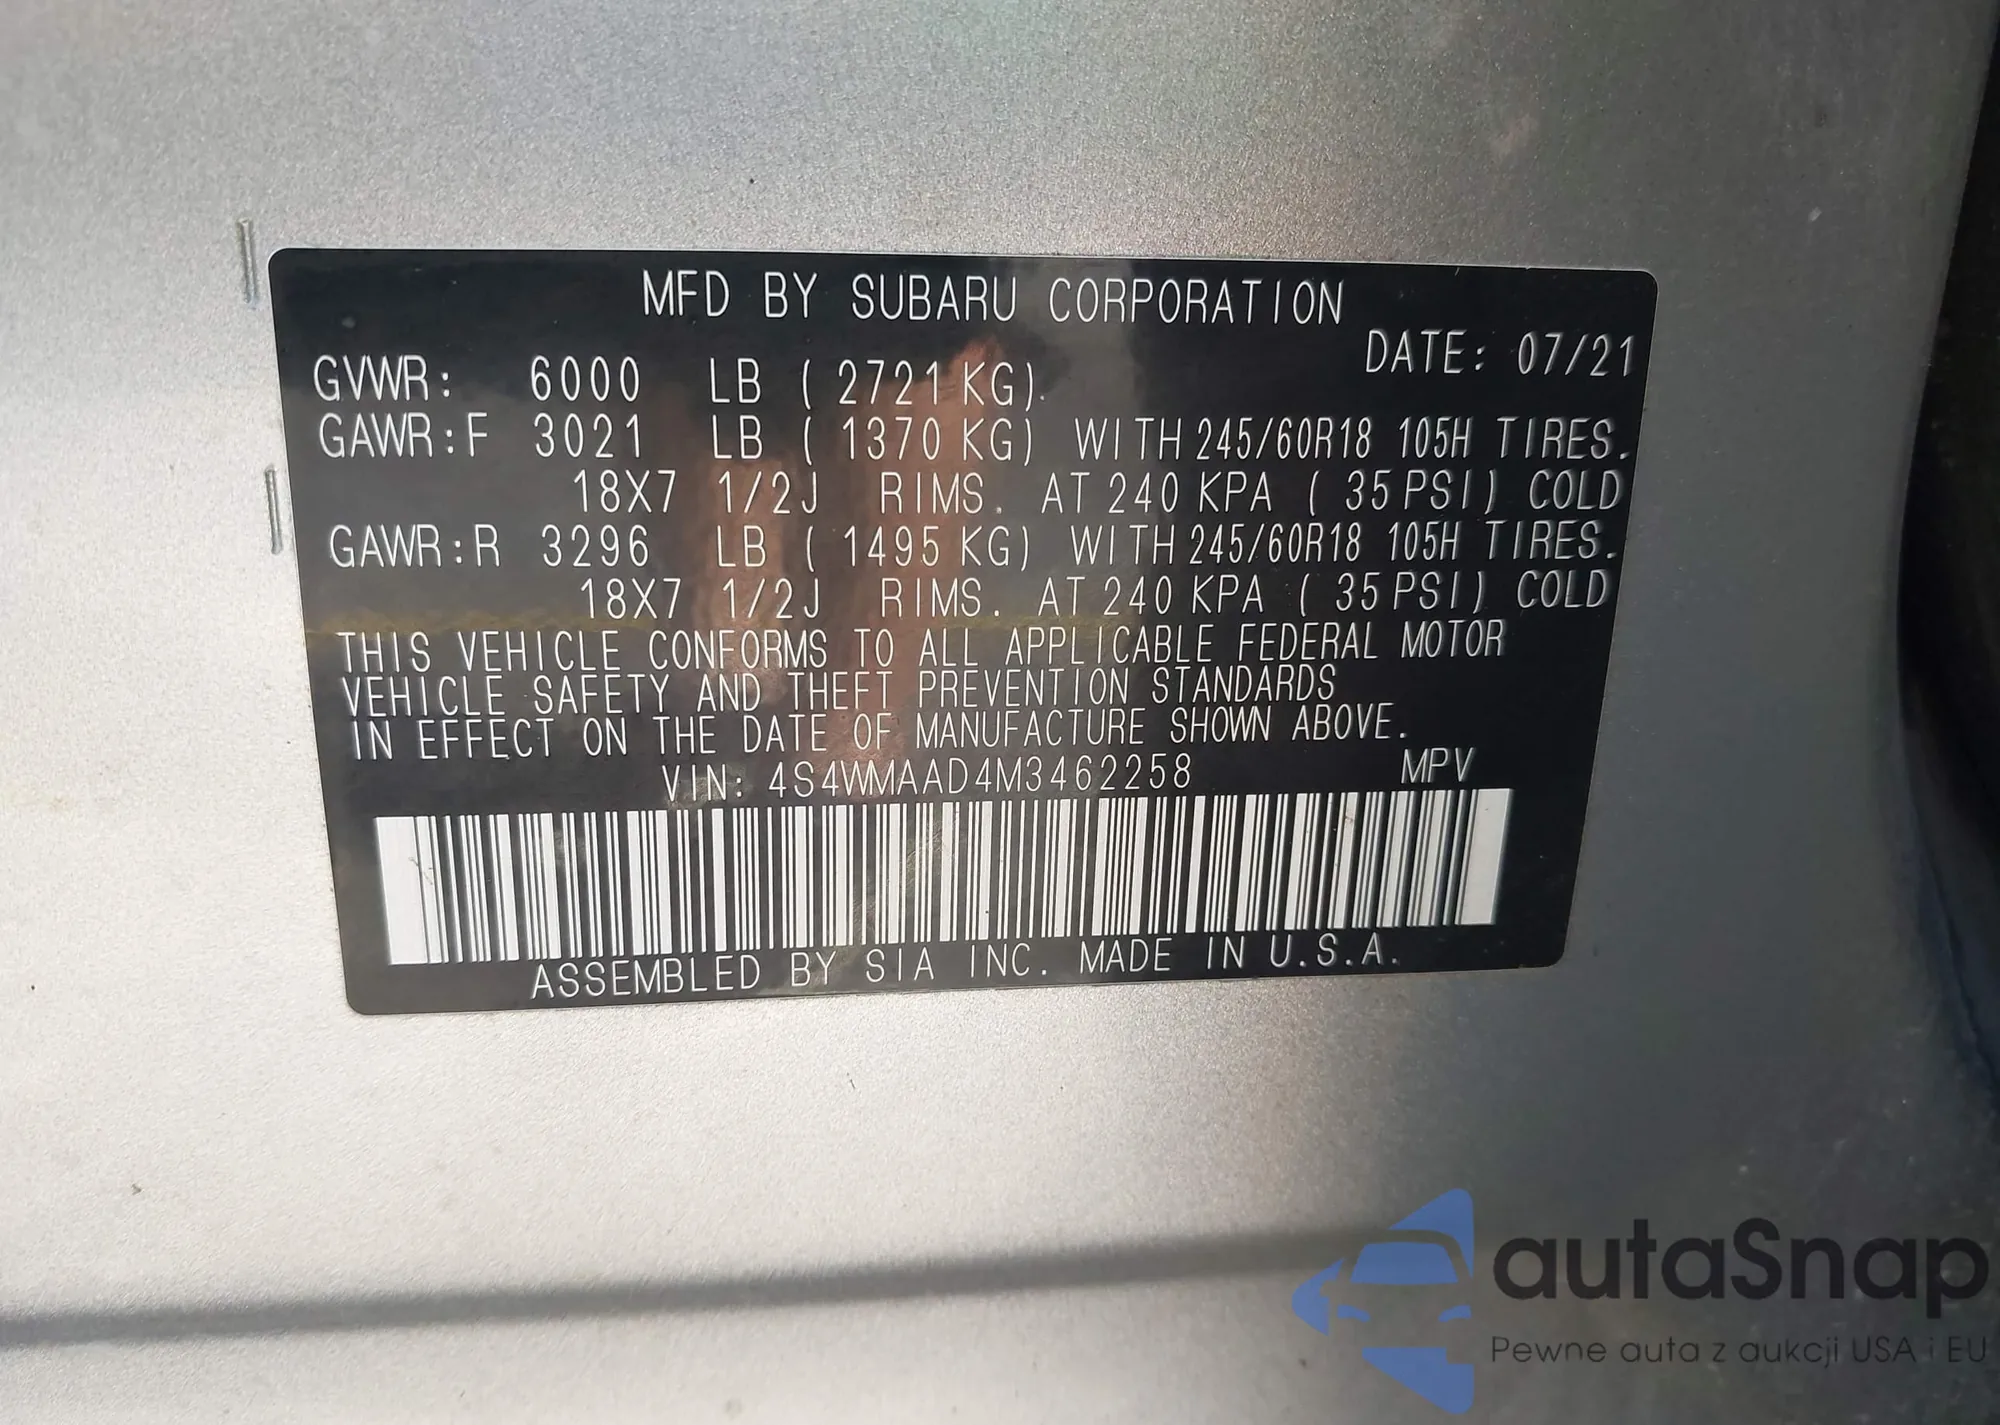 MFD BY SUBARU CORPORATION
DATE: 07/21
GVWR: 6000 LB ( 2721 KG).
GAWR:F 3021 LB ( 1370 KG) WITH 245/60R18 105H TIRES.
18X7 1/2J RIMS. AT 240 KPA ( 35 PSI) COLD
GAWR:R 3296 LB ( 1495 KG) WITH 245/60R18 105H TIRES.
18X7 1/2J RIMS. AT 240 KPA ( 35 PSI) COLD
THIS VEHICLE CONFORMS TO ALL APPLICABLE FEDERAL MOTOR
VEHICLE SAFETY AND THEFT PREVENTION STANDARDS
IN EFFECT ON THE DATE OF MANUFACTURE SHOWN ABOVE.
VIN: 4S4WMAAD4M3462258 MPV
ASSEMBLED BY SIA INC. MADE IN U.S.A.
autaSnap
Pewne auta z aukcji USA i EU